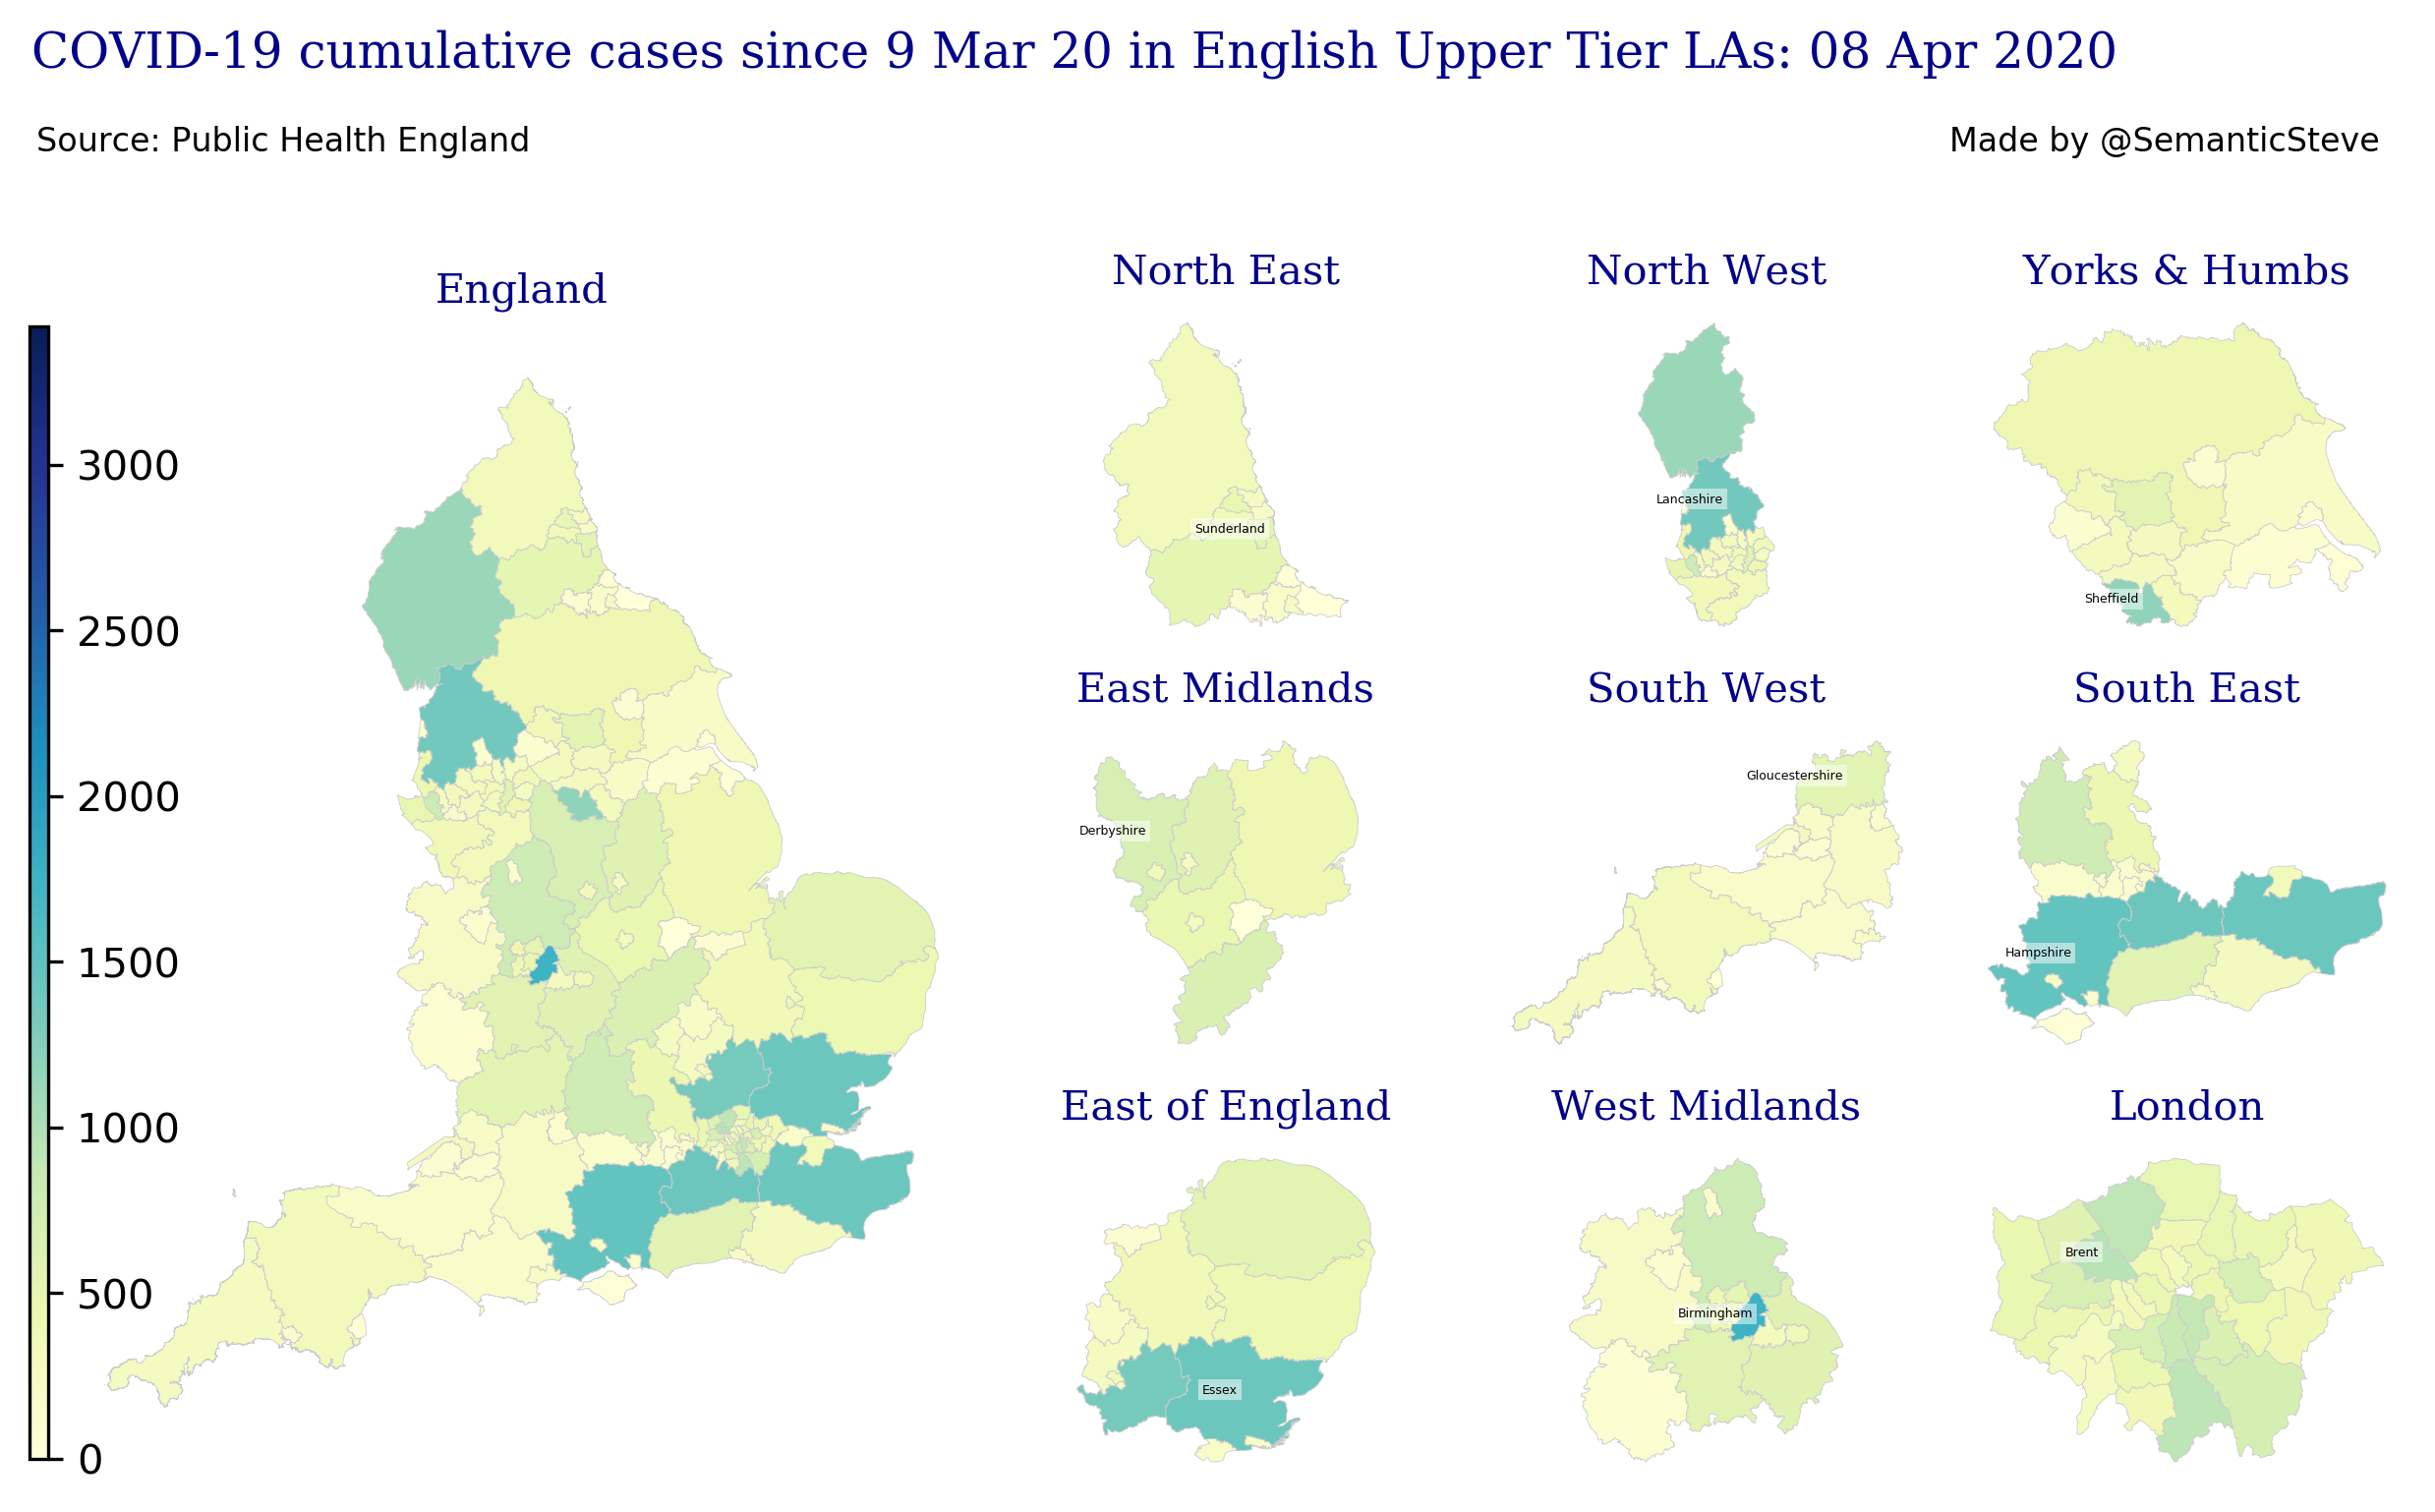 COVID-19 cumulative cases since 9 Mar 20 in English Upper Tier LAs: 08 Apr 2020
Source: Public Health England
Made by @SemanticSteve
England
3000
2500
2000
1500
1000
500
0
North East
Sunderland
North West
Lancashire
Yorks & Humbs
Sheffield
East Midlands
Derbyshire
South West
Gloucestershire
South East
Hampshire
East of England
Essex
West Midlands
Birmingham
London
Brent